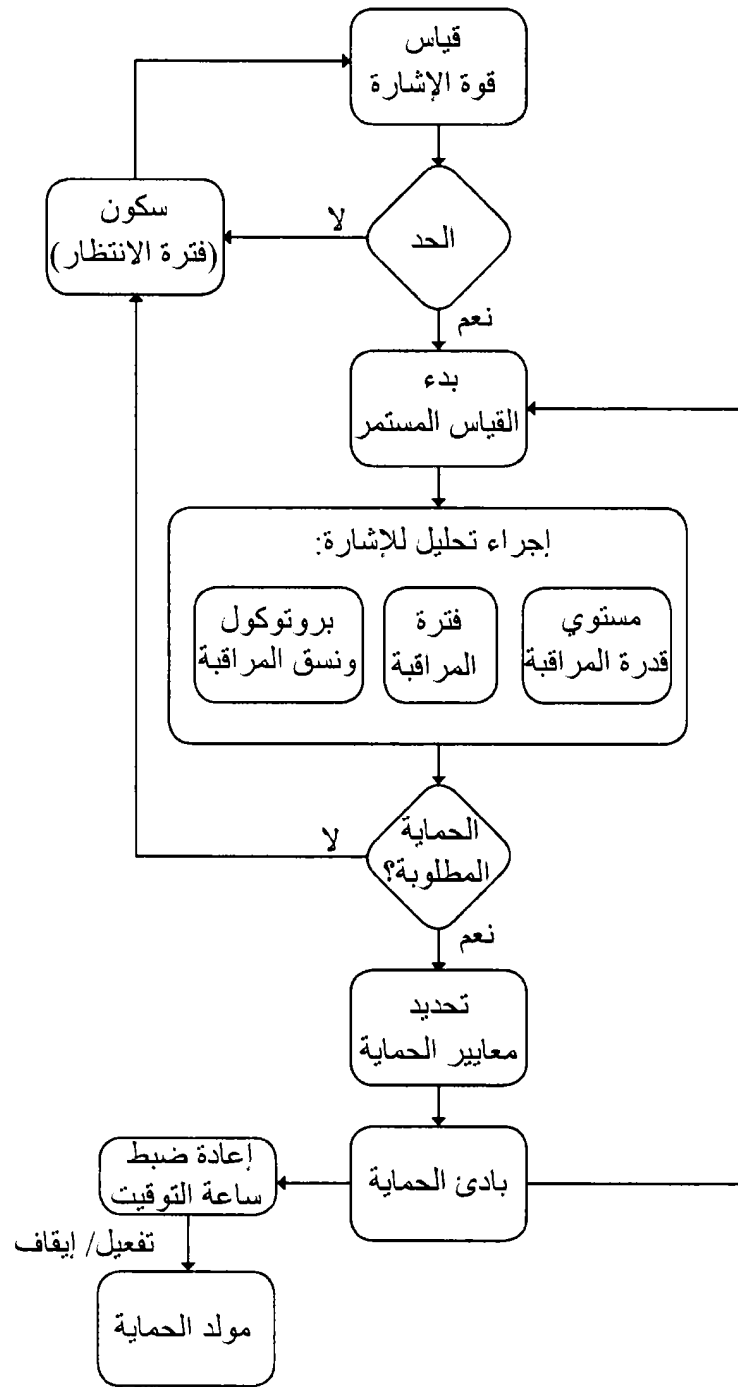 قياس
قوة الإشارة
سكون
(فترة الانتظار)
لا
الحد
نعم
بدء
القياس المستمر
إجراء تحليل للإشارة:
مستوي
قدرة المراقبة
فترة
المراقبة
بروتوكول
ونسق المراقبة
لا
الحماية
المطلوبة؟
نعم
تحديد
معايير الحماية
بادئ الحماية
إعادة ضبط
ساعة التوقيت
تفعيل/ إيقاف
مولد الحماية